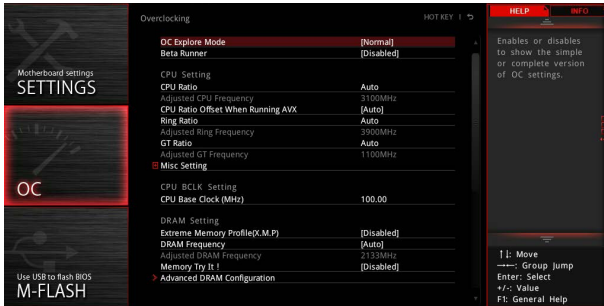 Overclocking
HOT KEY
HELP
INFO
Motherboard settings
SETTINGS
OC
Use USB to flash BIOS
M-FLASH
OC Explore Mode [Normal]
Beta Runner [Disabled]
CPU Setting
CPU Ratio Auto
Adjusted CPU Frequency 3100MHz
CPU Ratio Offset When Running AVX [Auto]
Ring Ratio Auto
Adjusted Ring Frequency 3900MHz
GT Ratio Auto
Adjusted GT Frequency 1100MHz
Misc Setting
CPU BCLK Setting
CPU Base Clock (MHz) 100.00
DRAM Setting
Extreme Memory Profile(X.M.P) [Disabled]
DRAM Frequency [Auto]
Adjusted DRAM Frequency 2133MHz
Memory Try It ! [Disabled]
Advanced DRAM Configuration
Enables or disables
to show the simple
or complete version
of OC settings.
↑↓: Move
→←: Group Jump
Enter: Select
+/-: Value
F1: General Help